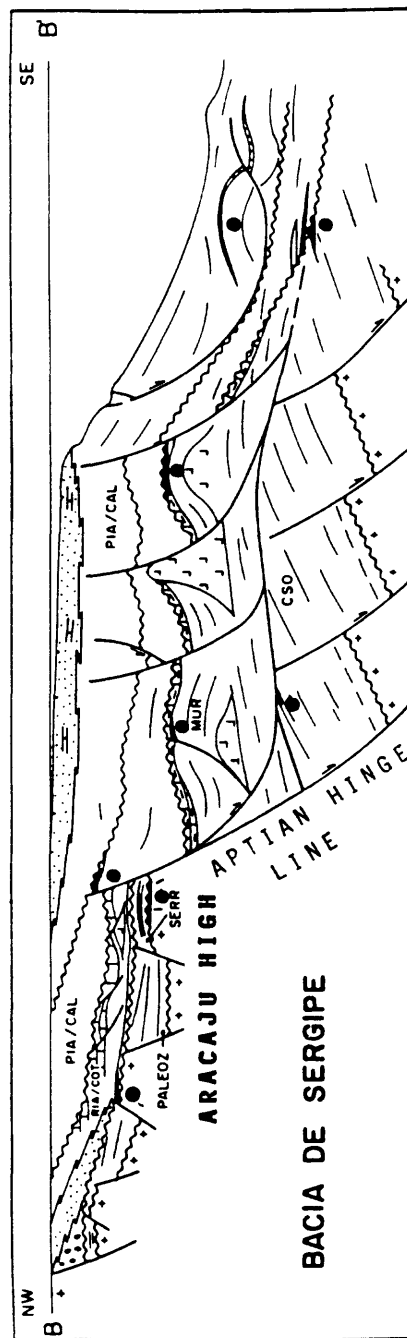 NW
SE
B
B'
PIA/CAL
RIA/COT
PALEOZ
SERR
MUR
PIA/CAL
CSO
ARACAJU HIGH
APTIAN HINGE
LINE
BACIA DE SERGIPE